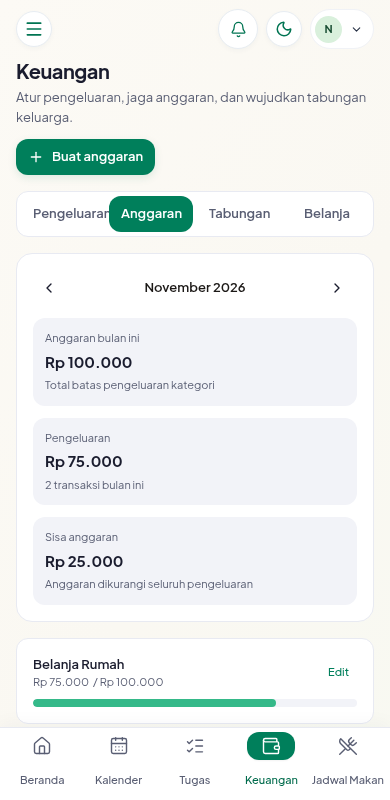 N
Keuangan
Atur pengeluaran, jaga anggaran, dan wujudkan tabungan
keluarga.
Buat anggaran
Pengeluaran
Anggaran
Tabungan
Belanja
November 2026
Anggaran bulan ini
Rp 100.000
Total batas pengeluaran kategori
Pengeluaran
Rp 75.000
2 transaksi bulan ini
Sisa anggaran
Rp 25.000
Anggaran dikurangi seluruh pengeluaran
Belanja Rumah
Rp 75.000 / Rp 100.000
Edit
Beranda
Kalender
Tugas
Keuangan
Jadwal Makan